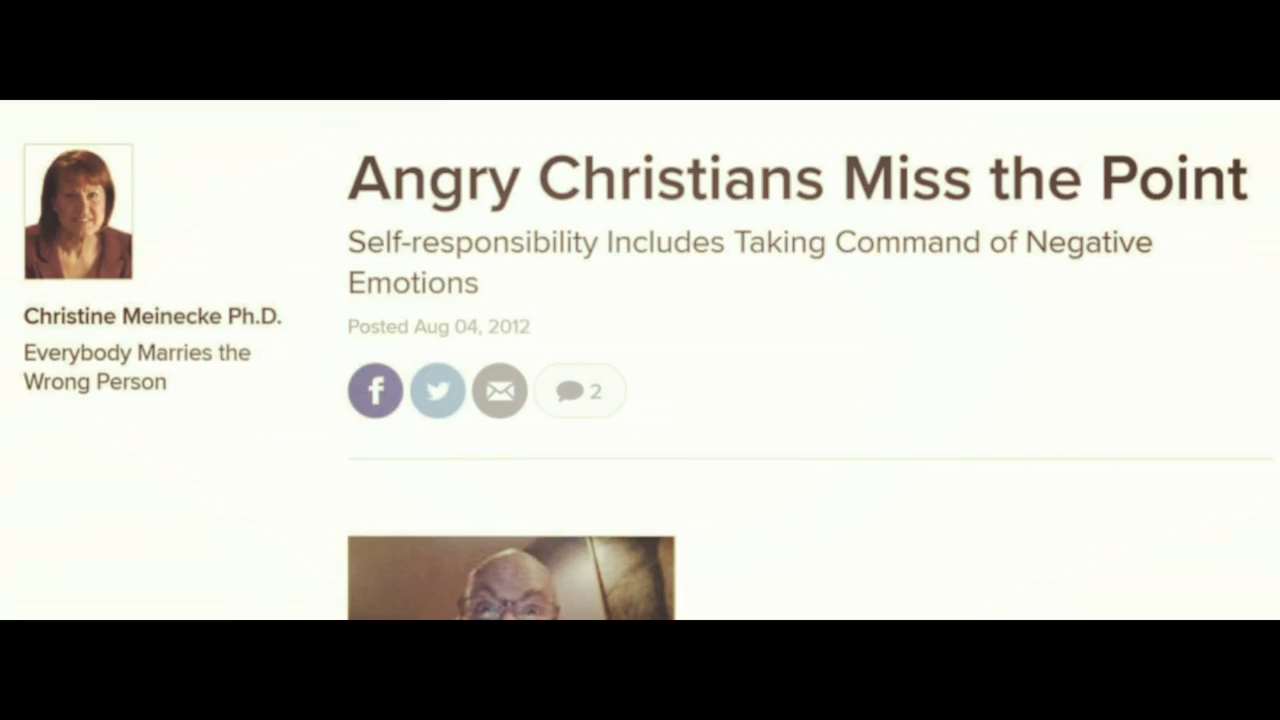 Angry Christians Miss the Point
Self-responsibility Includes Taking Command of Negative
Emotions
Posted Aug 04, 2012
f
2
Christine Meinecke Ph.D.
Everybody Marries the
Wrong Person